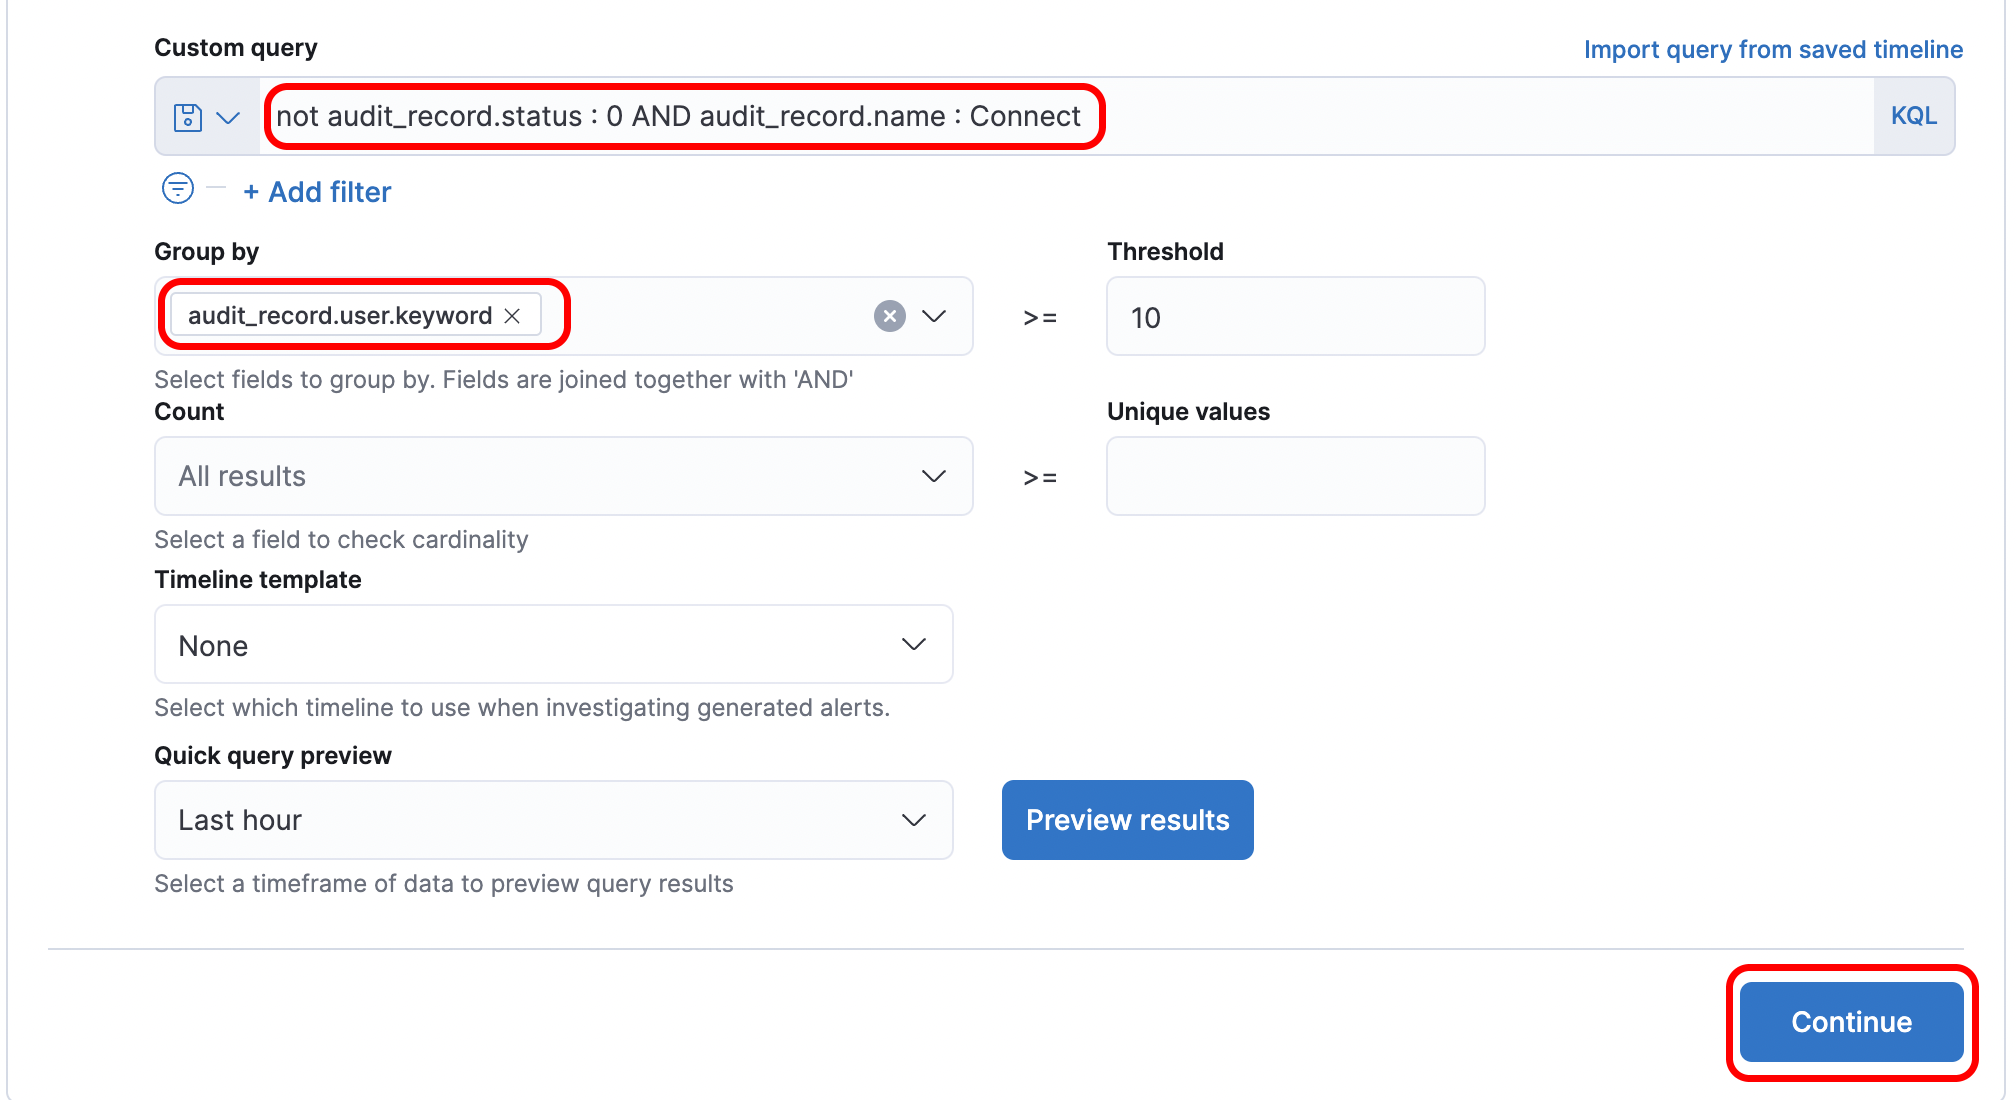 Custom query
Import query from saved timeline
not audit_record.status : 0 AND audit_record.name : Connect
KQL
+ Add filter
Group by
Threshold
audit_record.user.keyword
>=
10
Select fields to group by. Fields are joined together with 'AND'
Count
Unique values
All results
>=
Select a field to check cardinality
Timeline template
None
Select which timeline to use when investigating generated alerts.
Quick query preview
Last hour
Preview results
Select a timeframe of data to preview query results
Continue